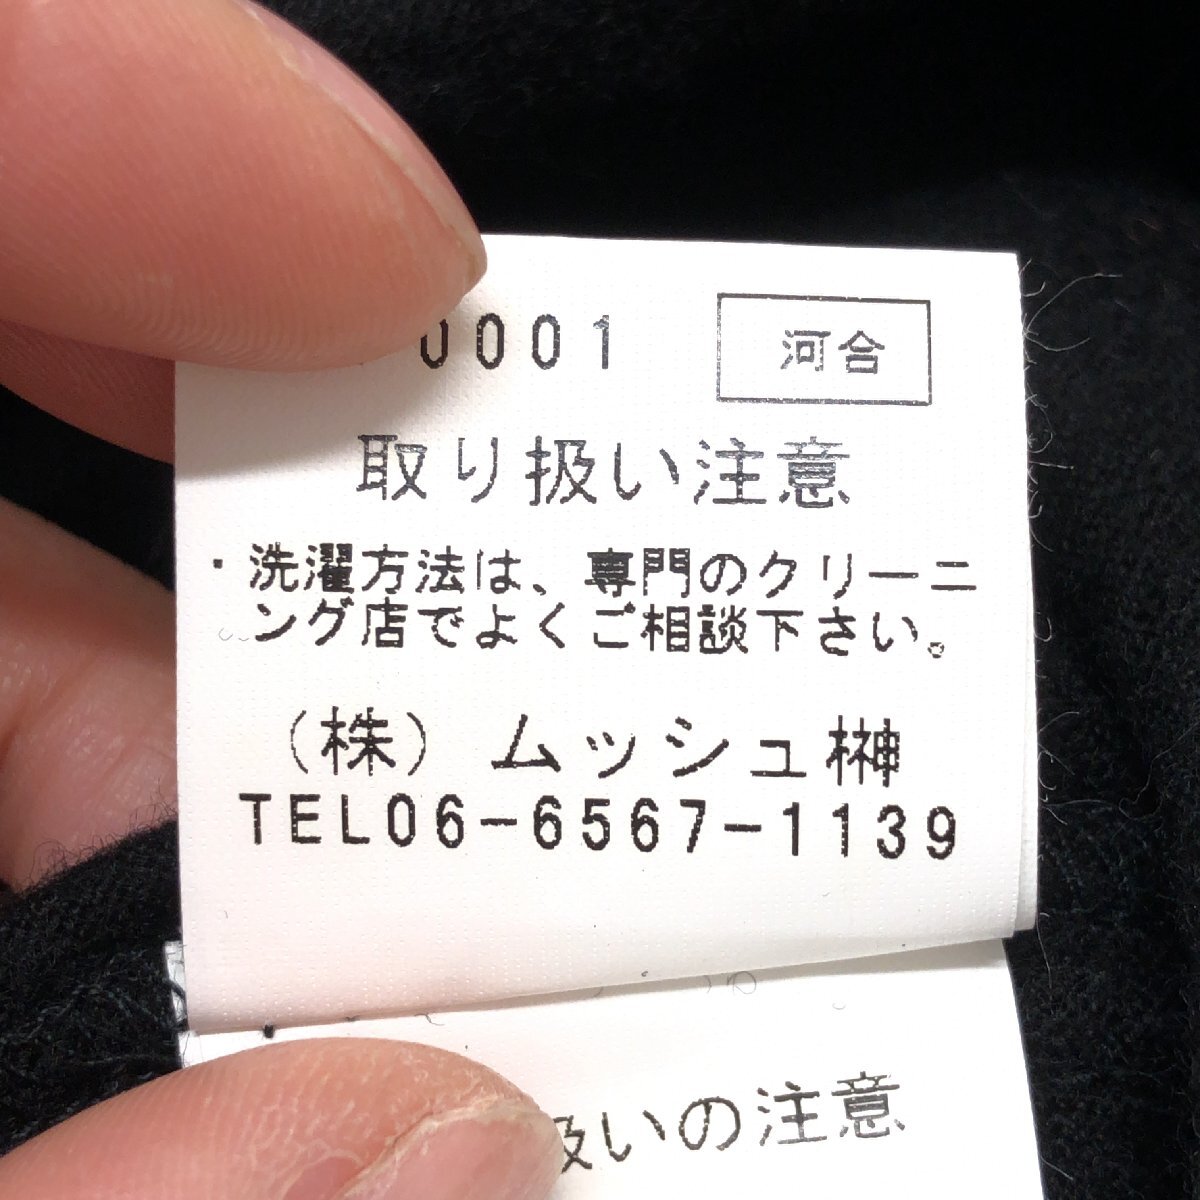 0001 河合
取り扱い注意
・洗濯方法は、専門のクリーニ
ング店でよくご相談下さい。
（株）ムッシュ榊
TEL06-6567-1139
扱いの注意